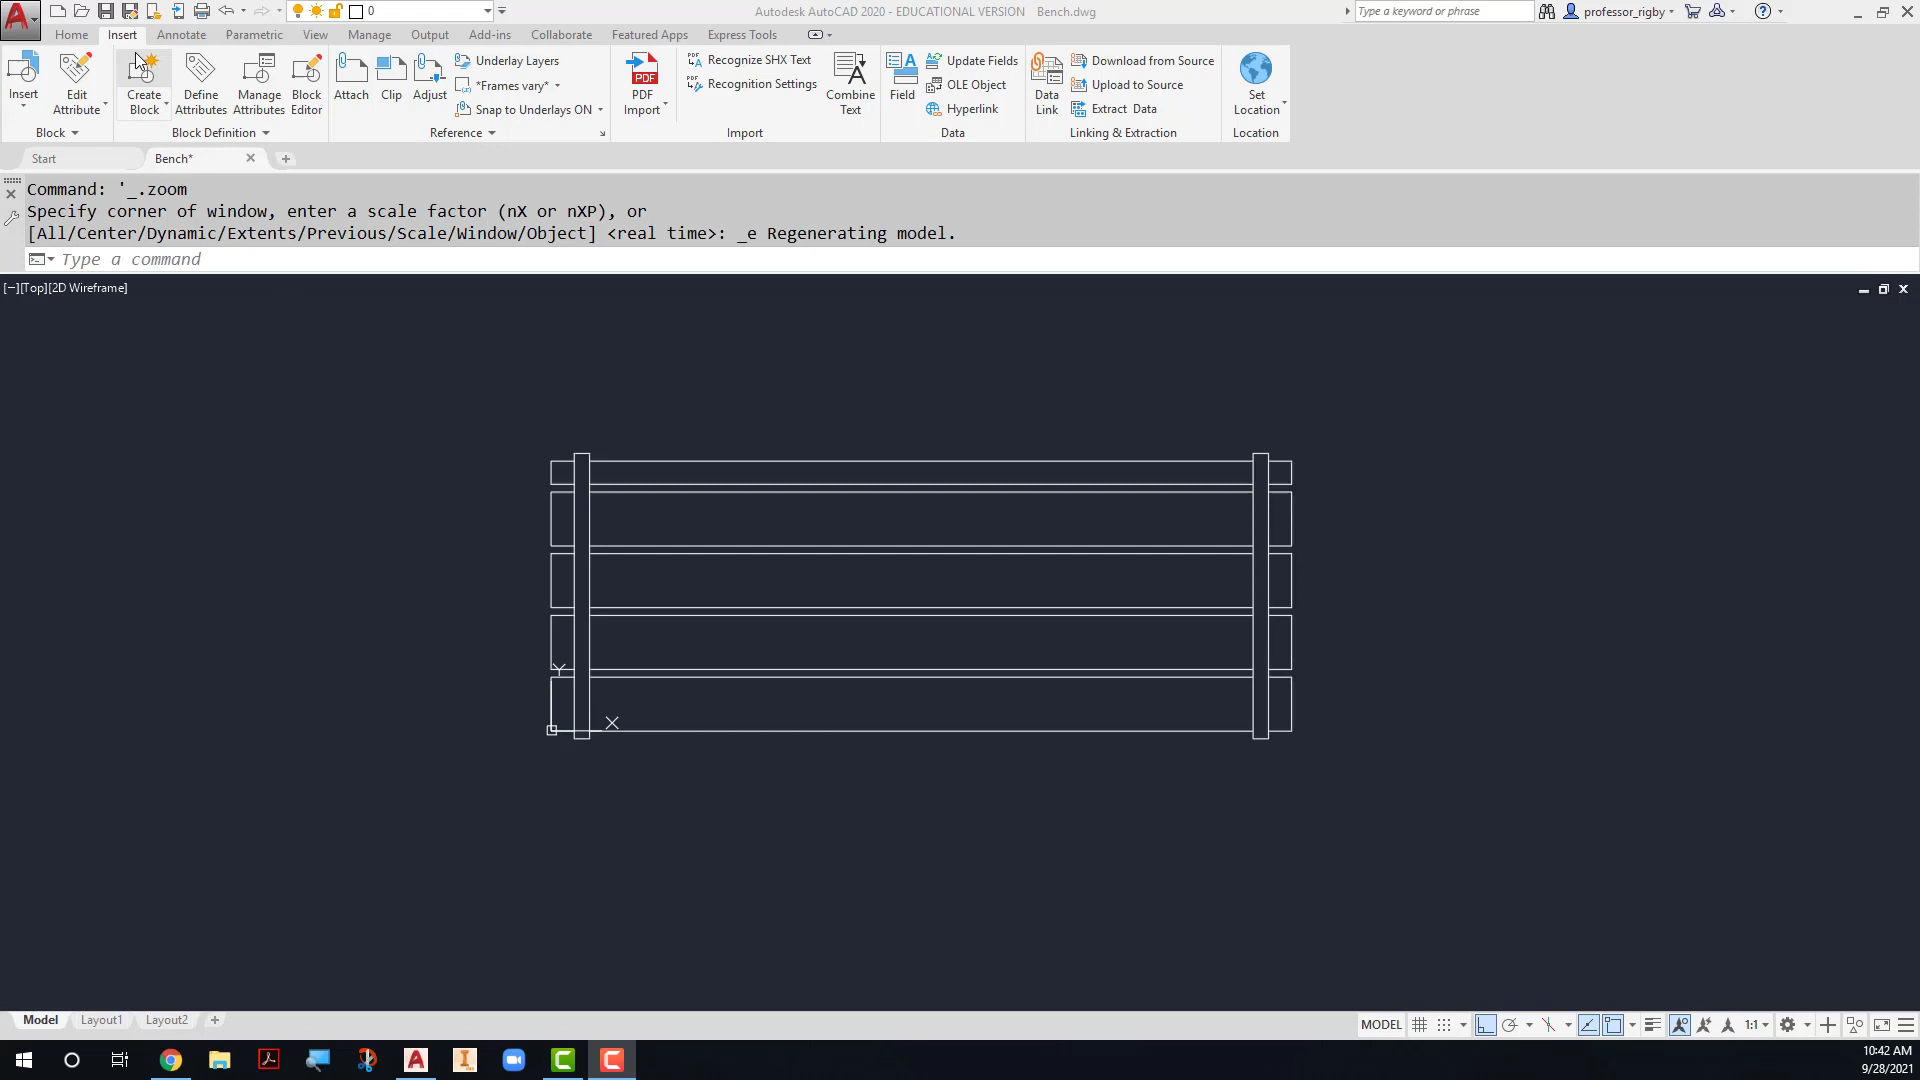 0 Autodesk AutoCAD 2020 - EDUCATIONAL VERSION Bench.dwg Type a keyword or phrase professor_rigby
Home Insert Annotate Parametric View Manage Output Add-ins Collaborate Featured Apps Express Tools
Insert
Edit
Attribute
Create
Block
Define
Attributes
Manage
Attributes
Block
Editor
Attach
Clip
Adjust
Underlay Layers
*Frames vary*
Snap to Underlays ON
PDF
PDF
Import
Recognize SHX Text
Recognition Settings
Combine
Text
Field
Update Fields
OLE Object
Hyperlink
Data
Link
Download from Source
Upload to Source
Extract Data
Set
Location
Block Block Definition Reference Import Data Linking & Extraction Location
Start Bench*
Command: '_.zoom
Specify corner of window, enter a scale factor (nX or nXP), or
[All/Center/Dynamic/Extents/Previous/Scale/Window/Object] <real time>: _e Regenerating model.
Type a command
[−][Top][2D Wireframe]
Y
X
Model Layout1 Layout2
MODEL 1:1
10:42 AM
9/28/2021